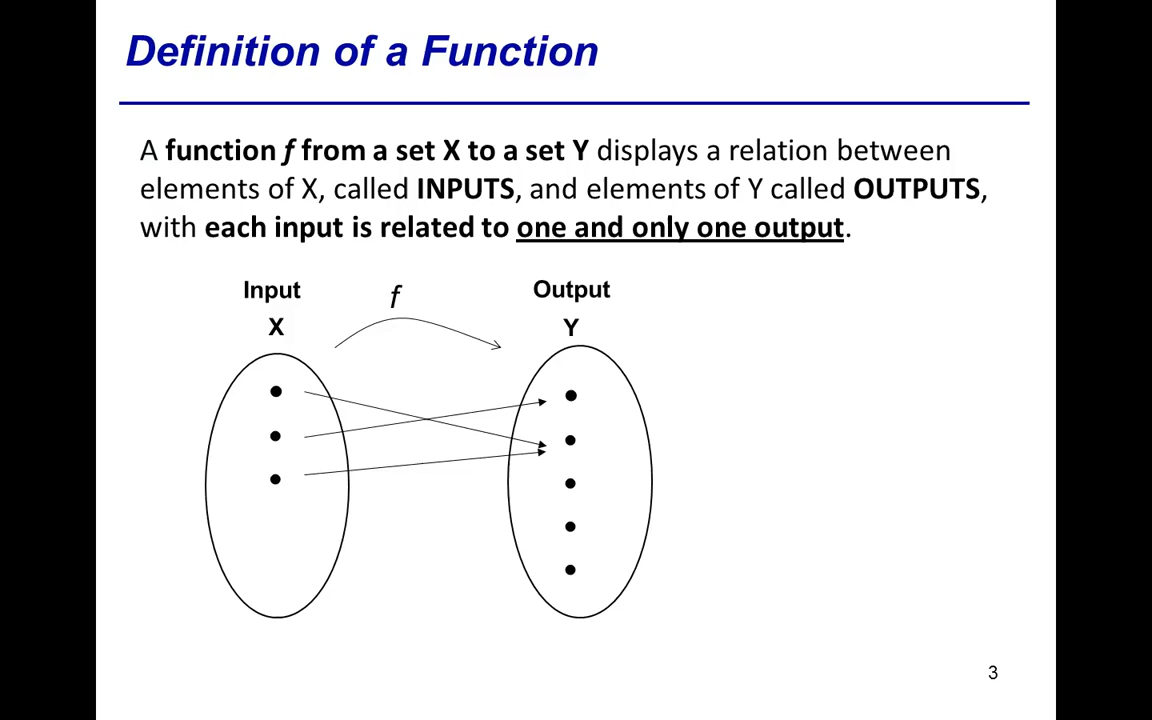 Definition of a Function
A function f from a set X to a set Y displays a relation between
elements of X, called INPUTS, and elements of Y called OUTPUTS,
with each input is related to one and only one output.
Input
f
Output
X
Y
3